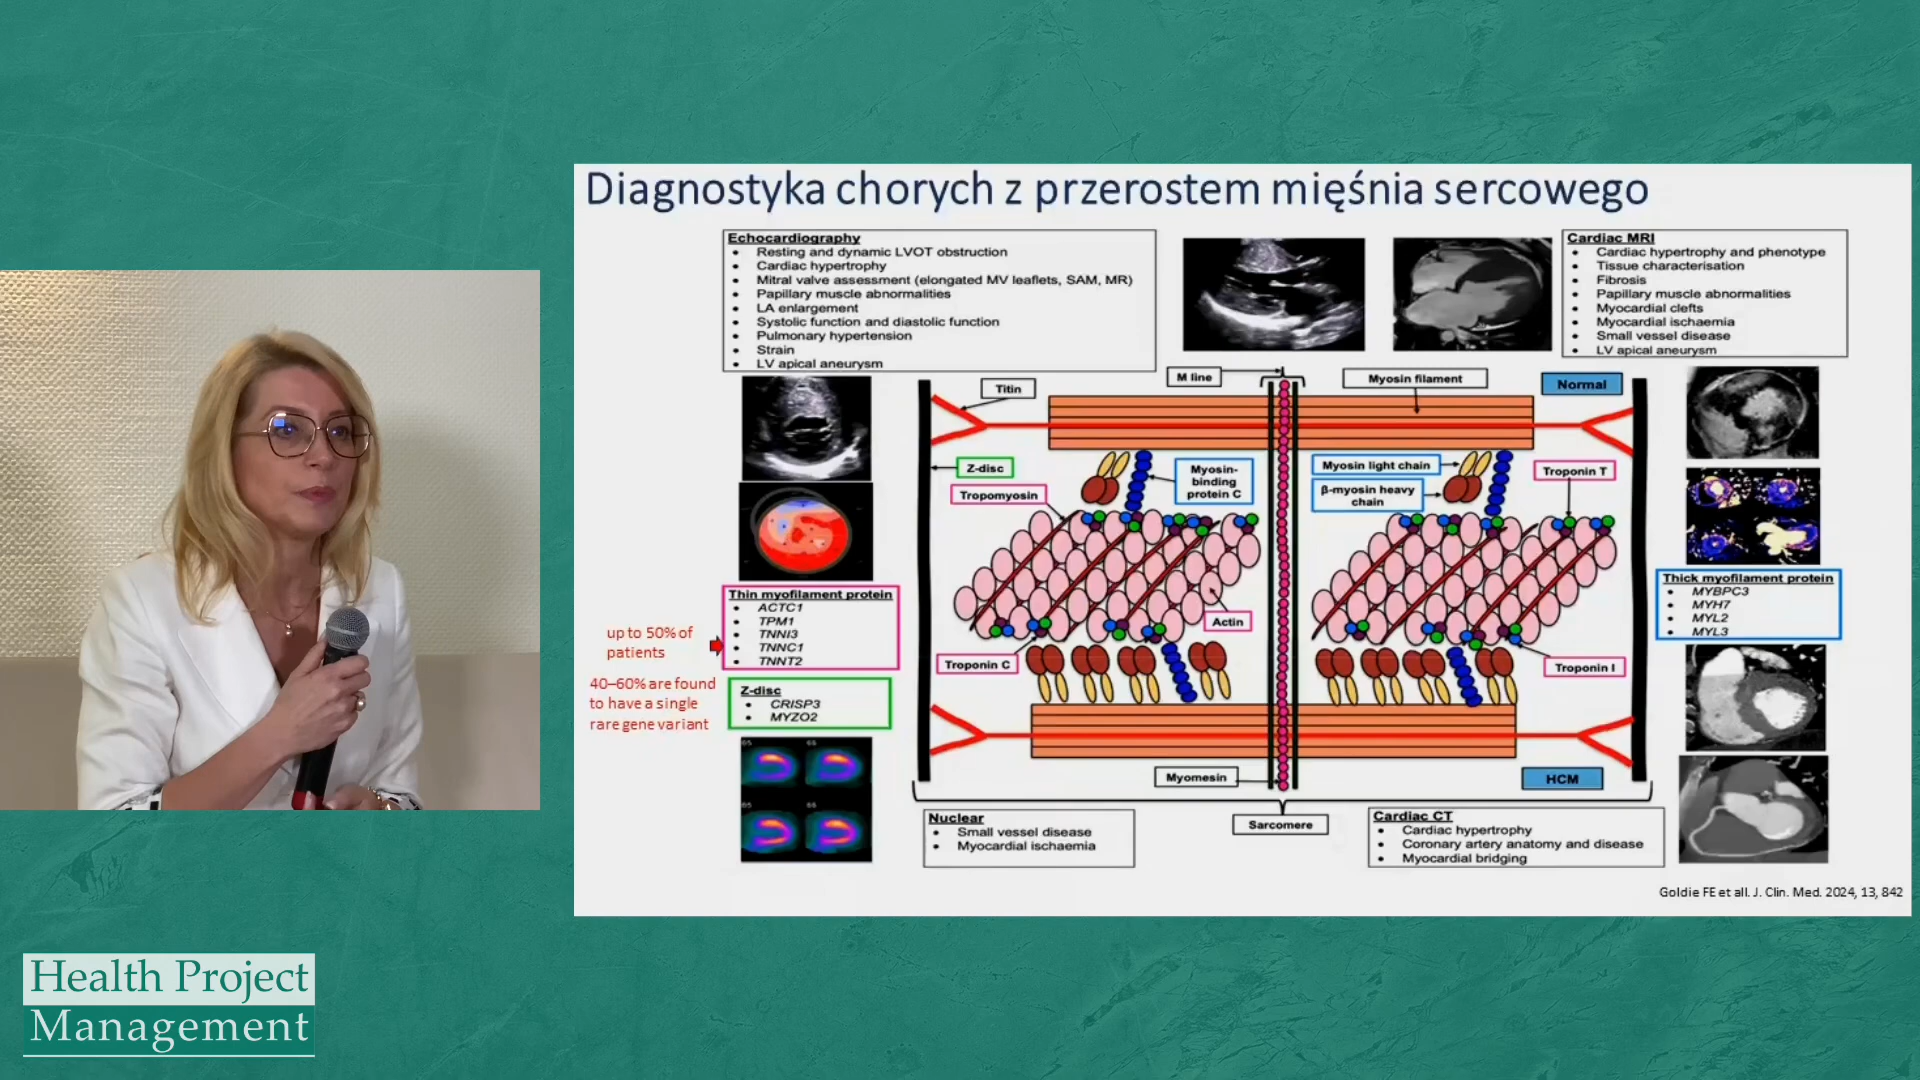 Diagnostyka chorych z przerostem mięśnia sercowego
Echocardiography
• Resting and dynamic LVOT obstruction
• Cardiac hypertrophy
• Mitral valve assessment (elongated MV leaflets, SAM, MR)
• Papillary muscle abnormalities
• LA enlargement
• Systolic function and diastolic function
• Pulmonary hypertension
• Strain
• LV apical aneurysm
Cardiac MRI
• Cardiac hypertrophy and phenotype
• Tissue characterisation
• Fibrosis
• Papillary muscle abnormalities
• Myocardial clefts
• Myocardial ischaemia
• Small vessel disease
• LV apical aneurysm
Titin
M line
Myosin filament
Normal
Z-disc
Tropomyosin
Myosin-
binding
protein C
Myosin light chain
β-myosin heavy
chain
Troponin T
Actin
Troponin C
Troponin I
Myomesin
HCM
Sarcomere
up to 50% of
patients
Thin myofilament protein
• ACTC1
• TPM1
• TNNI3
• TNNC1
• TNNT2
40–60% are found
to have a single
rare gene variant
Z-disc
• CRISP3
• MYZO2
Thick myofilament protein
• MYBPC3
• MYH7
• MYL2
• MYL3
Nuclear
• Small vessel disease
• Myocardial ischaemia
Cardiac CT
• Cardiac hypertrophy
• Coronary artery anatomy and disease
• Myocardial bridging
Goldie FE et all. J. Clin. Med. 2024, 13, 842
Health Project
Management